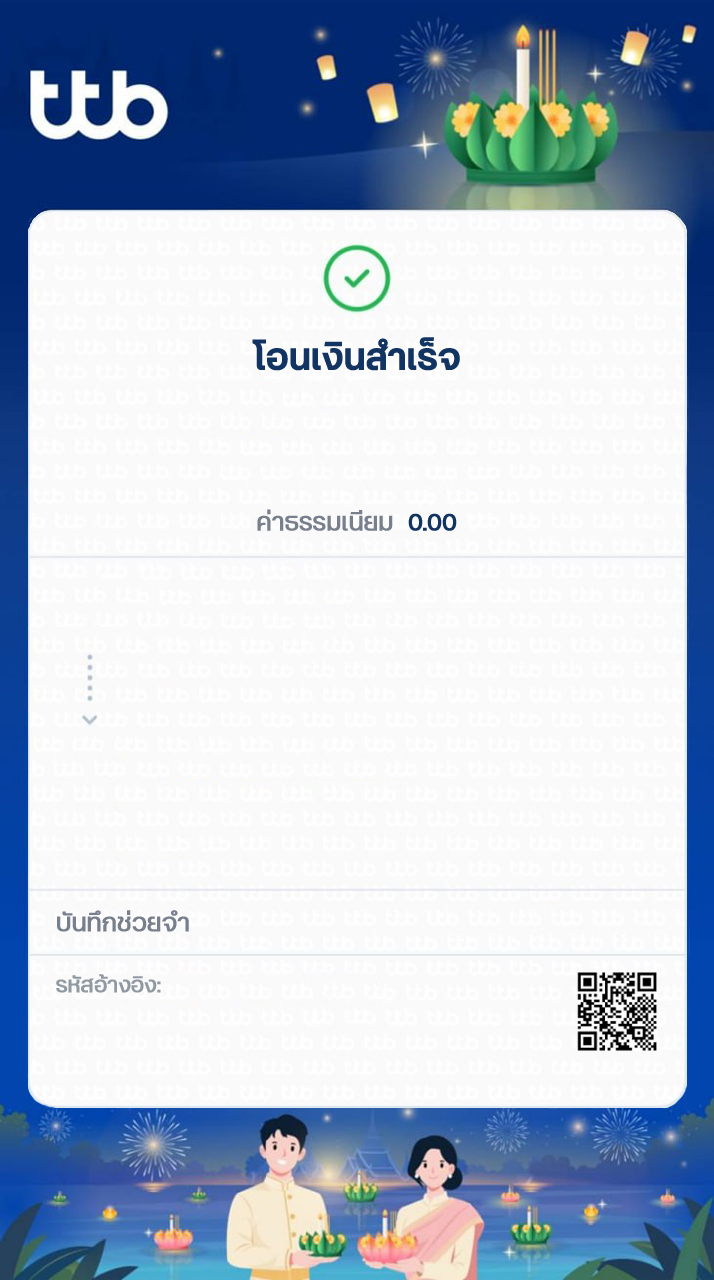 ttb
โอนเงินสำเร็จ
ค่าธรรมเนียม 0.00
บันทึกช่วยจำ
รหัสอ้างอิง: